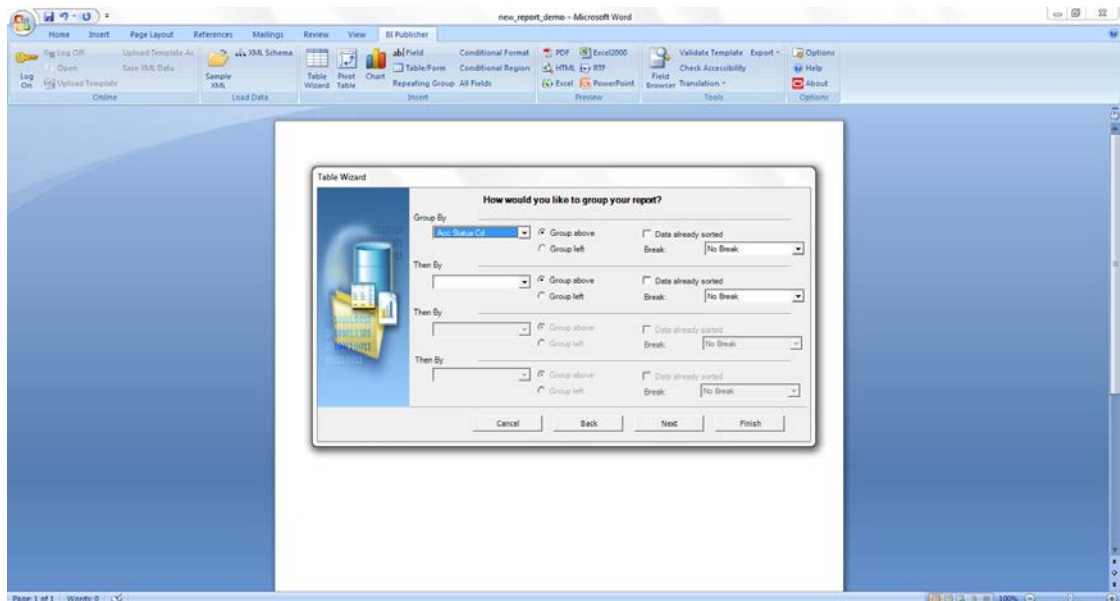 new_report_demo - Microsoft Word
Home Insert Page Layout References Mailings Review View BI Publisher
Log On
Log Off
Open
Upload Template
Upload Template As
Save XML Data
Online
Sample XML
XML Schema
Load Data
Table Wizard
Pivot Table
Chart
Field
Table/Form
Repeating Group
Conditional Format
Conditional Region
All Fields
Insert
PDF Excel2000
HTML RTF
Excel PowerPoint
Preview
Field Browser
Validate Template Export
Check Accessibility
Translation
Tools
Options
Help
About
Options
Table Wizard
How would you like to group your report?
Group By
Acc Status Cd Group above Data already sorted
Group left Break: No Break
Then By
Group above Data already sorted
Group left Break: No Break
Then By
Group above Data already sorted
Group left Break: No Break
Then By
Group above Data already sorted
Group left Break: No Break
Cancel Back Next Finish
Page: 1 of 1 Words: 0 100%